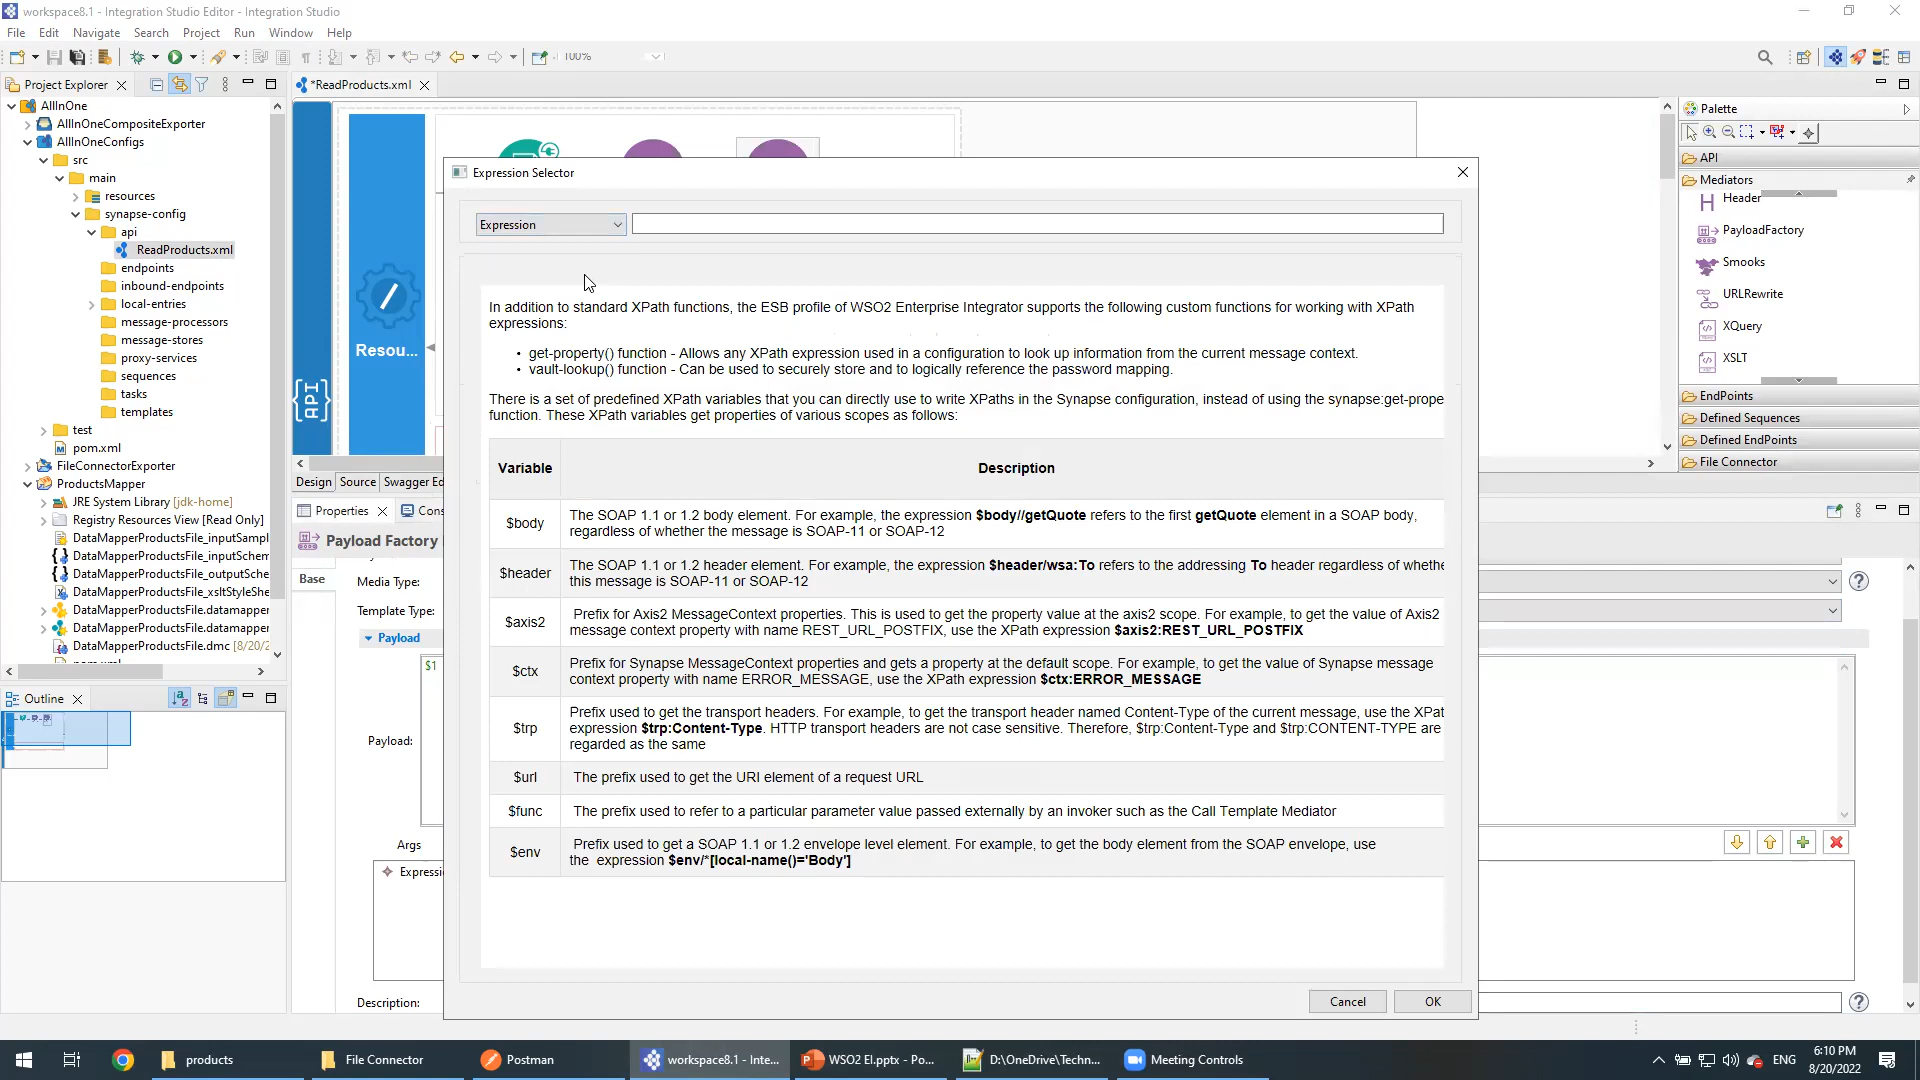 workspace8.1 - Integration Studio Editor - Integration Studio
File Edit Navigate Search Project Run Window Help
100%
Project Explorer
AllInOne
AllInOneCompositeExporter
AllInOneConfigs
src
main
resources
synapse-config
api
ReadProducts.xml
endpoints
inbound-endpoints
local-entries
message-processors
message-stores
proxy-services
sequences
tasks
templates
test
pom.xml
FileConnectorExporter
ProductsMapper
JRE System Library [jdk-home]
Registry Resources View [Read Only]
DataMapperProductsFile_inputSampl
DataMapperProductsFile_inputSchem
DataMapperProductsFile_outputSche
DataMapperProductsFile_xsltStyleShe
DataMapperProductsFile.datamapper
DataMapperProductsFile.datamapper
DataMapperProductsFile.dmc [8/20/2
Outline
*ReadProducts.xml
{API}
Resou...
Design Source Swagger Ed
Properties Cons
Payload Factory
Base
Media Type:
Template Type:
Payload
$1
Payload:
Args
Expressi
Description:
Expression Selector
Expression
In addition to standard XPath functions, the ESB profile of WSO2 Enterprise Integrator supports the following custom functions for working with XPath
expressions:
• get-property() function - Allows any XPath expression used in a configuration to look up information from the current message context.
• vault-lookup() function - Can be used to securely store and to logically reference the password mapping.
There is a set of predefined XPath variables that you can directly use to write XPaths in the Synapse configuration, instead of using the synapse:get-prope
function. These XPath variables get properties of various scopes as follows:
Variable Description
$body The SOAP 1.1 or 1.2 body element. For example, the expression $body//getQuote refers to the first getQuote element in a SOAP body,
regardless of whether the message is SOAP-11 or SOAP-12
$header The SOAP 1.1 or 1.2 header element. For example, the expression $header/wsa:To refers to the addressing To header regardless of whethe
this message is SOAP-11 or SOAP-12
$axis2 Prefix for Axis2 MessageContext properties. This is used to get the property value at the axis2 scope. For example, to get the value of Axis2
message context property with name REST_URL_POSTFIX, use the XPath expression $axis2:REST_URL_POSTFIX
$ctx Prefix for Synapse MessageContext properties and gets a property at the default scope. For example, to get the value of Synapse message
context property with name ERROR_MESSAGE, use the XPath expression $ctx:ERROR_MESSAGE
$trp Prefix used to get the transport headers. For example, to get the transport header named Content-Type of the current message, use the XPat
expression $trp:Content-Type. HTTP transport headers are not case sensitive. Therefore, $trp:Content-Type and $trp:CONTENT-TYPE are
regarded as the same
$url The prefix used to get the URI element of a request URL
$func The prefix used to refer to a particular parameter value passed externally by an invoker such as the Call Template Mediator
$env Prefix used to get a SOAP 1.1 or 1.2 envelope level element. For example, to get the body element from the SOAP envelope, use
the expression $env/*[local-name()='Body']
Cancel OK
Palette
API
Mediators
Header
PayloadFactory
Smooks
URLRewrite
XQuery
XSLT
EndPoints
Defined Sequences
Defined EndPoints
File Connector
products
File Connector
Postman
workspace8.1 - Inte...
WSO2 EI.pptx - Po...
D:\OneDrive\Techn...
Meeting Controls
ENG
6:10 PM
8/20/2022